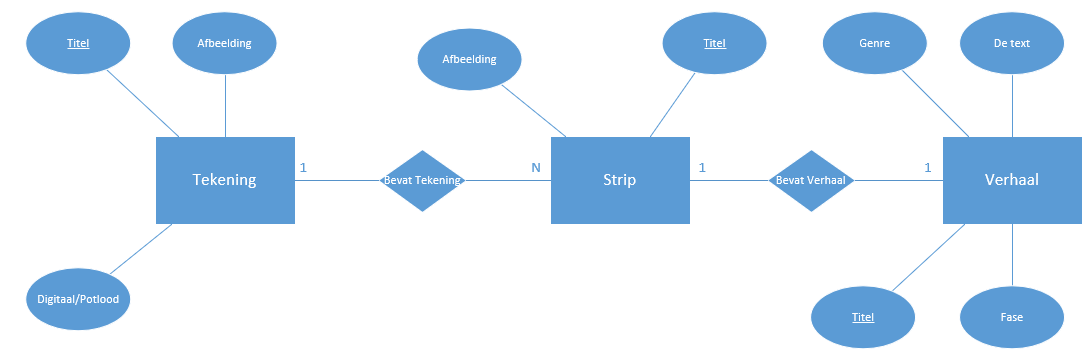 Titel
Afbeelding
Afbeelding
Titel
Genre
De text
Tekening
1
Bevat Tekening
N
Strip
1
Bevat Verhaal
1
Verhaal
Digitaal/Potlood
Titel
Fase